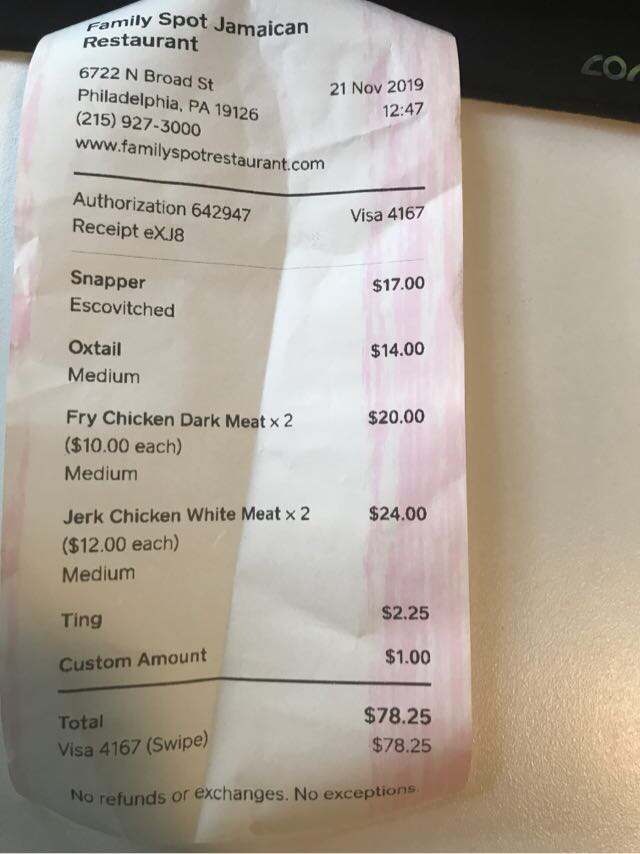 Family Spot Jamaican
Restaurant
6722 N Broad St
Philadelphia, PA 19126
(215) 927-3000
www.familyspotrestaurant.com
21 Nov 2019
12:47
Authorization 642947 Visa 4167
Receipt eXJ8
Snapper $17.00
Escovitched
Oxtail $14.00
Medium
Fry Chicken Dark Meat x 2 $20.00
($10.00 each)
Medium
Jerk Chicken White Meat x 2 $24.00
($12.00 each)
Medium
Ting $2.25
Custom Amount $1.00
Total $78.25
Visa 4167 (Swipe) $78.25
No refunds or exchanges. No exceptions.